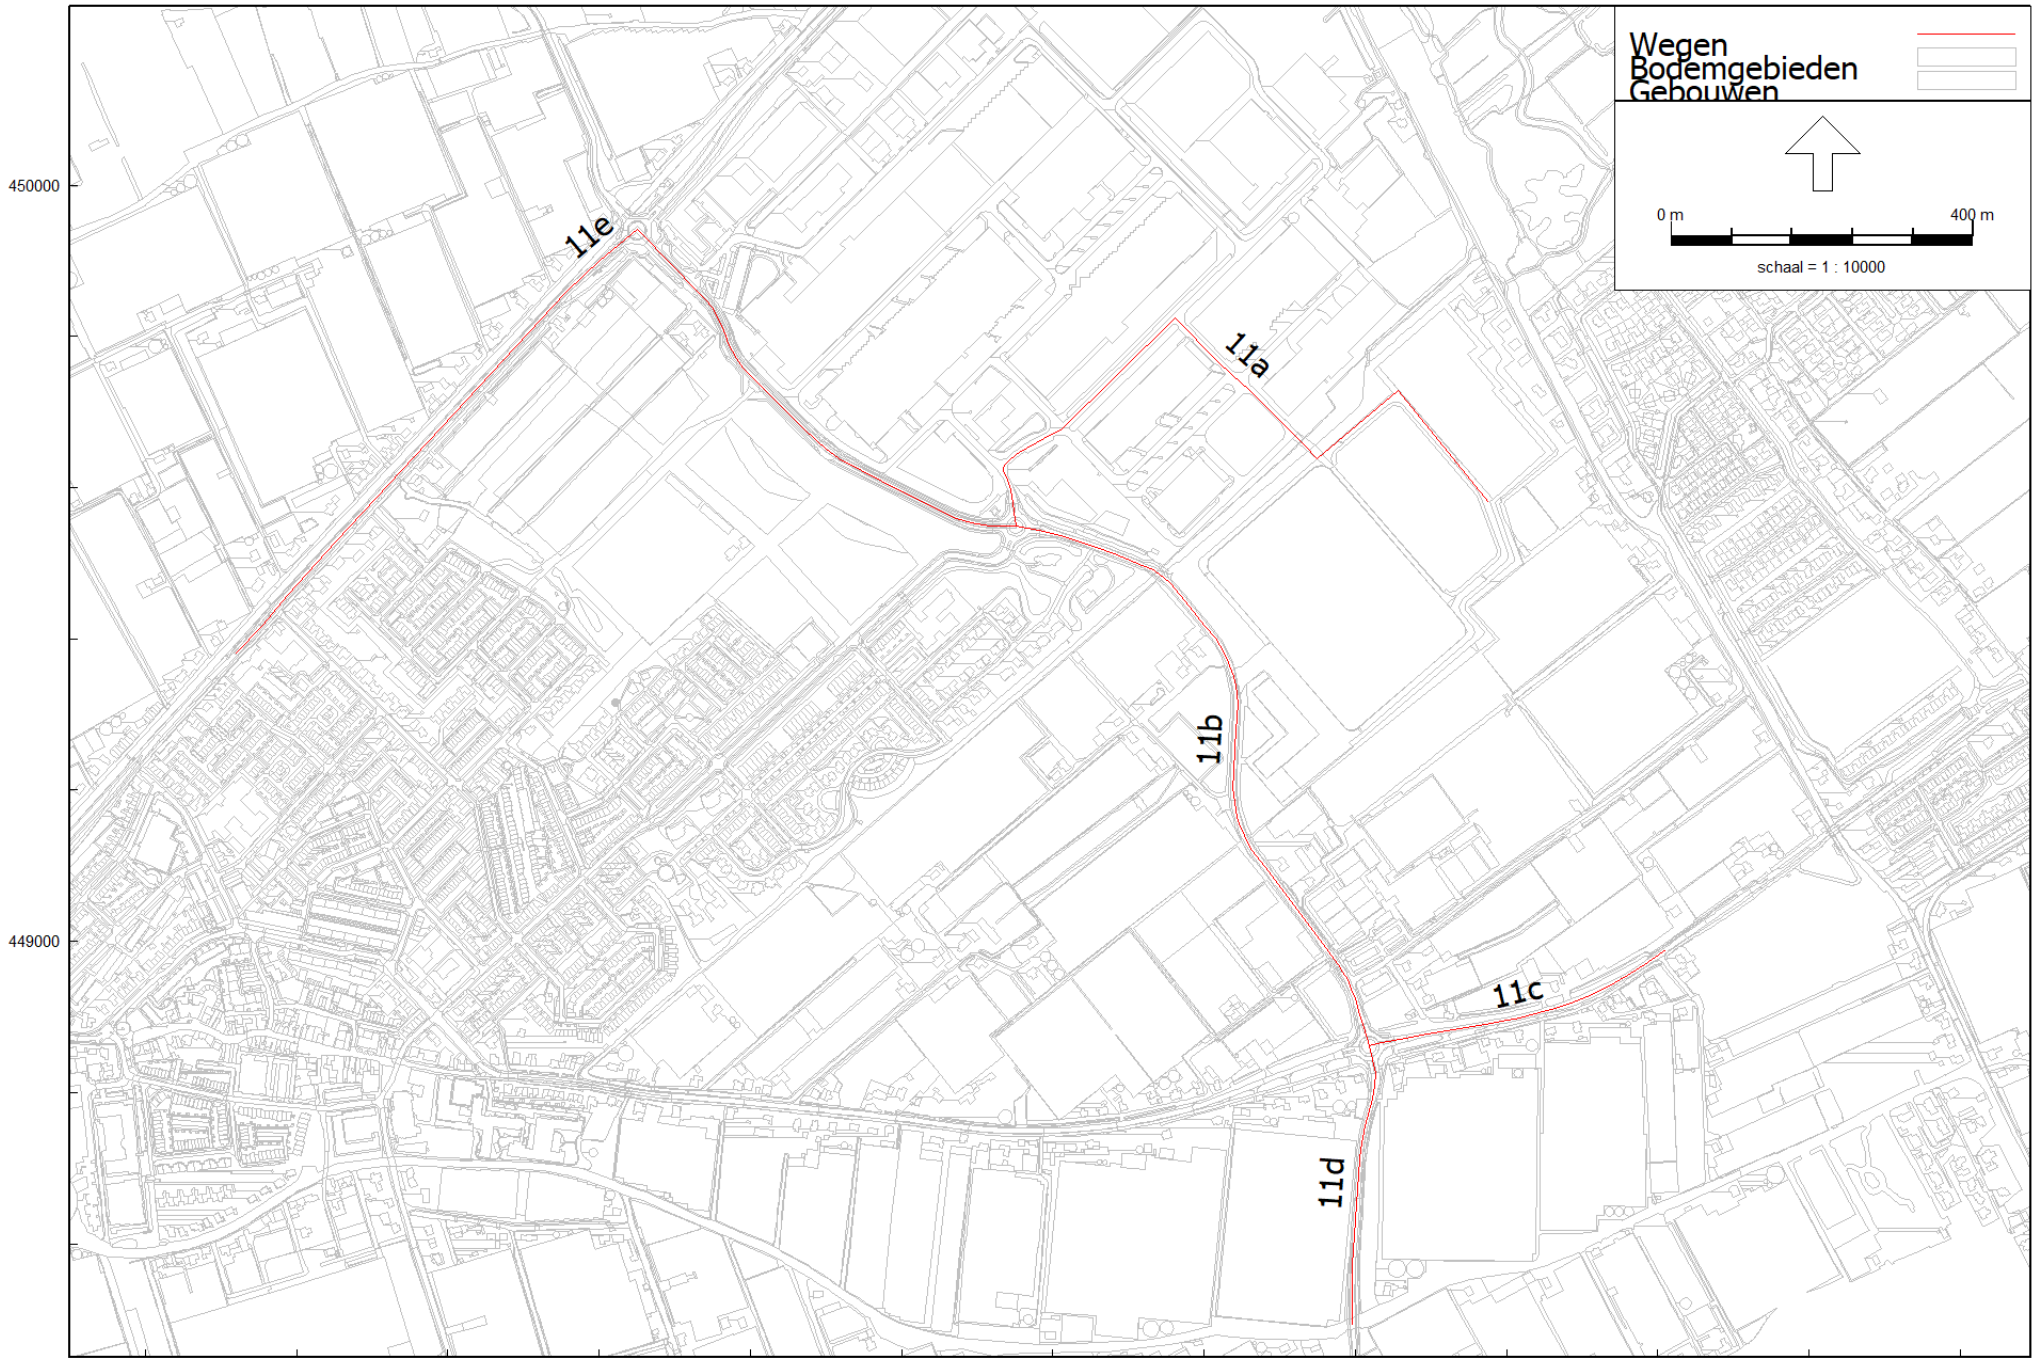 Wegen
Bodemgebieden
Gebouwen
0 m 400 m
schaal = 1 : 10000
450000
11e
11a
11b
449000
11c
11d